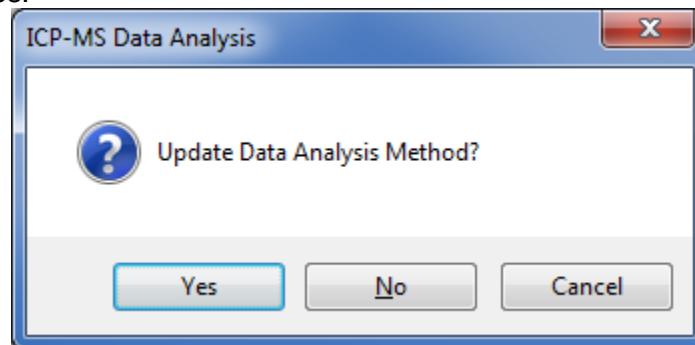 ICP-MS Data Analysis
Update Data Analysis Method?
Yes
No
Cancel